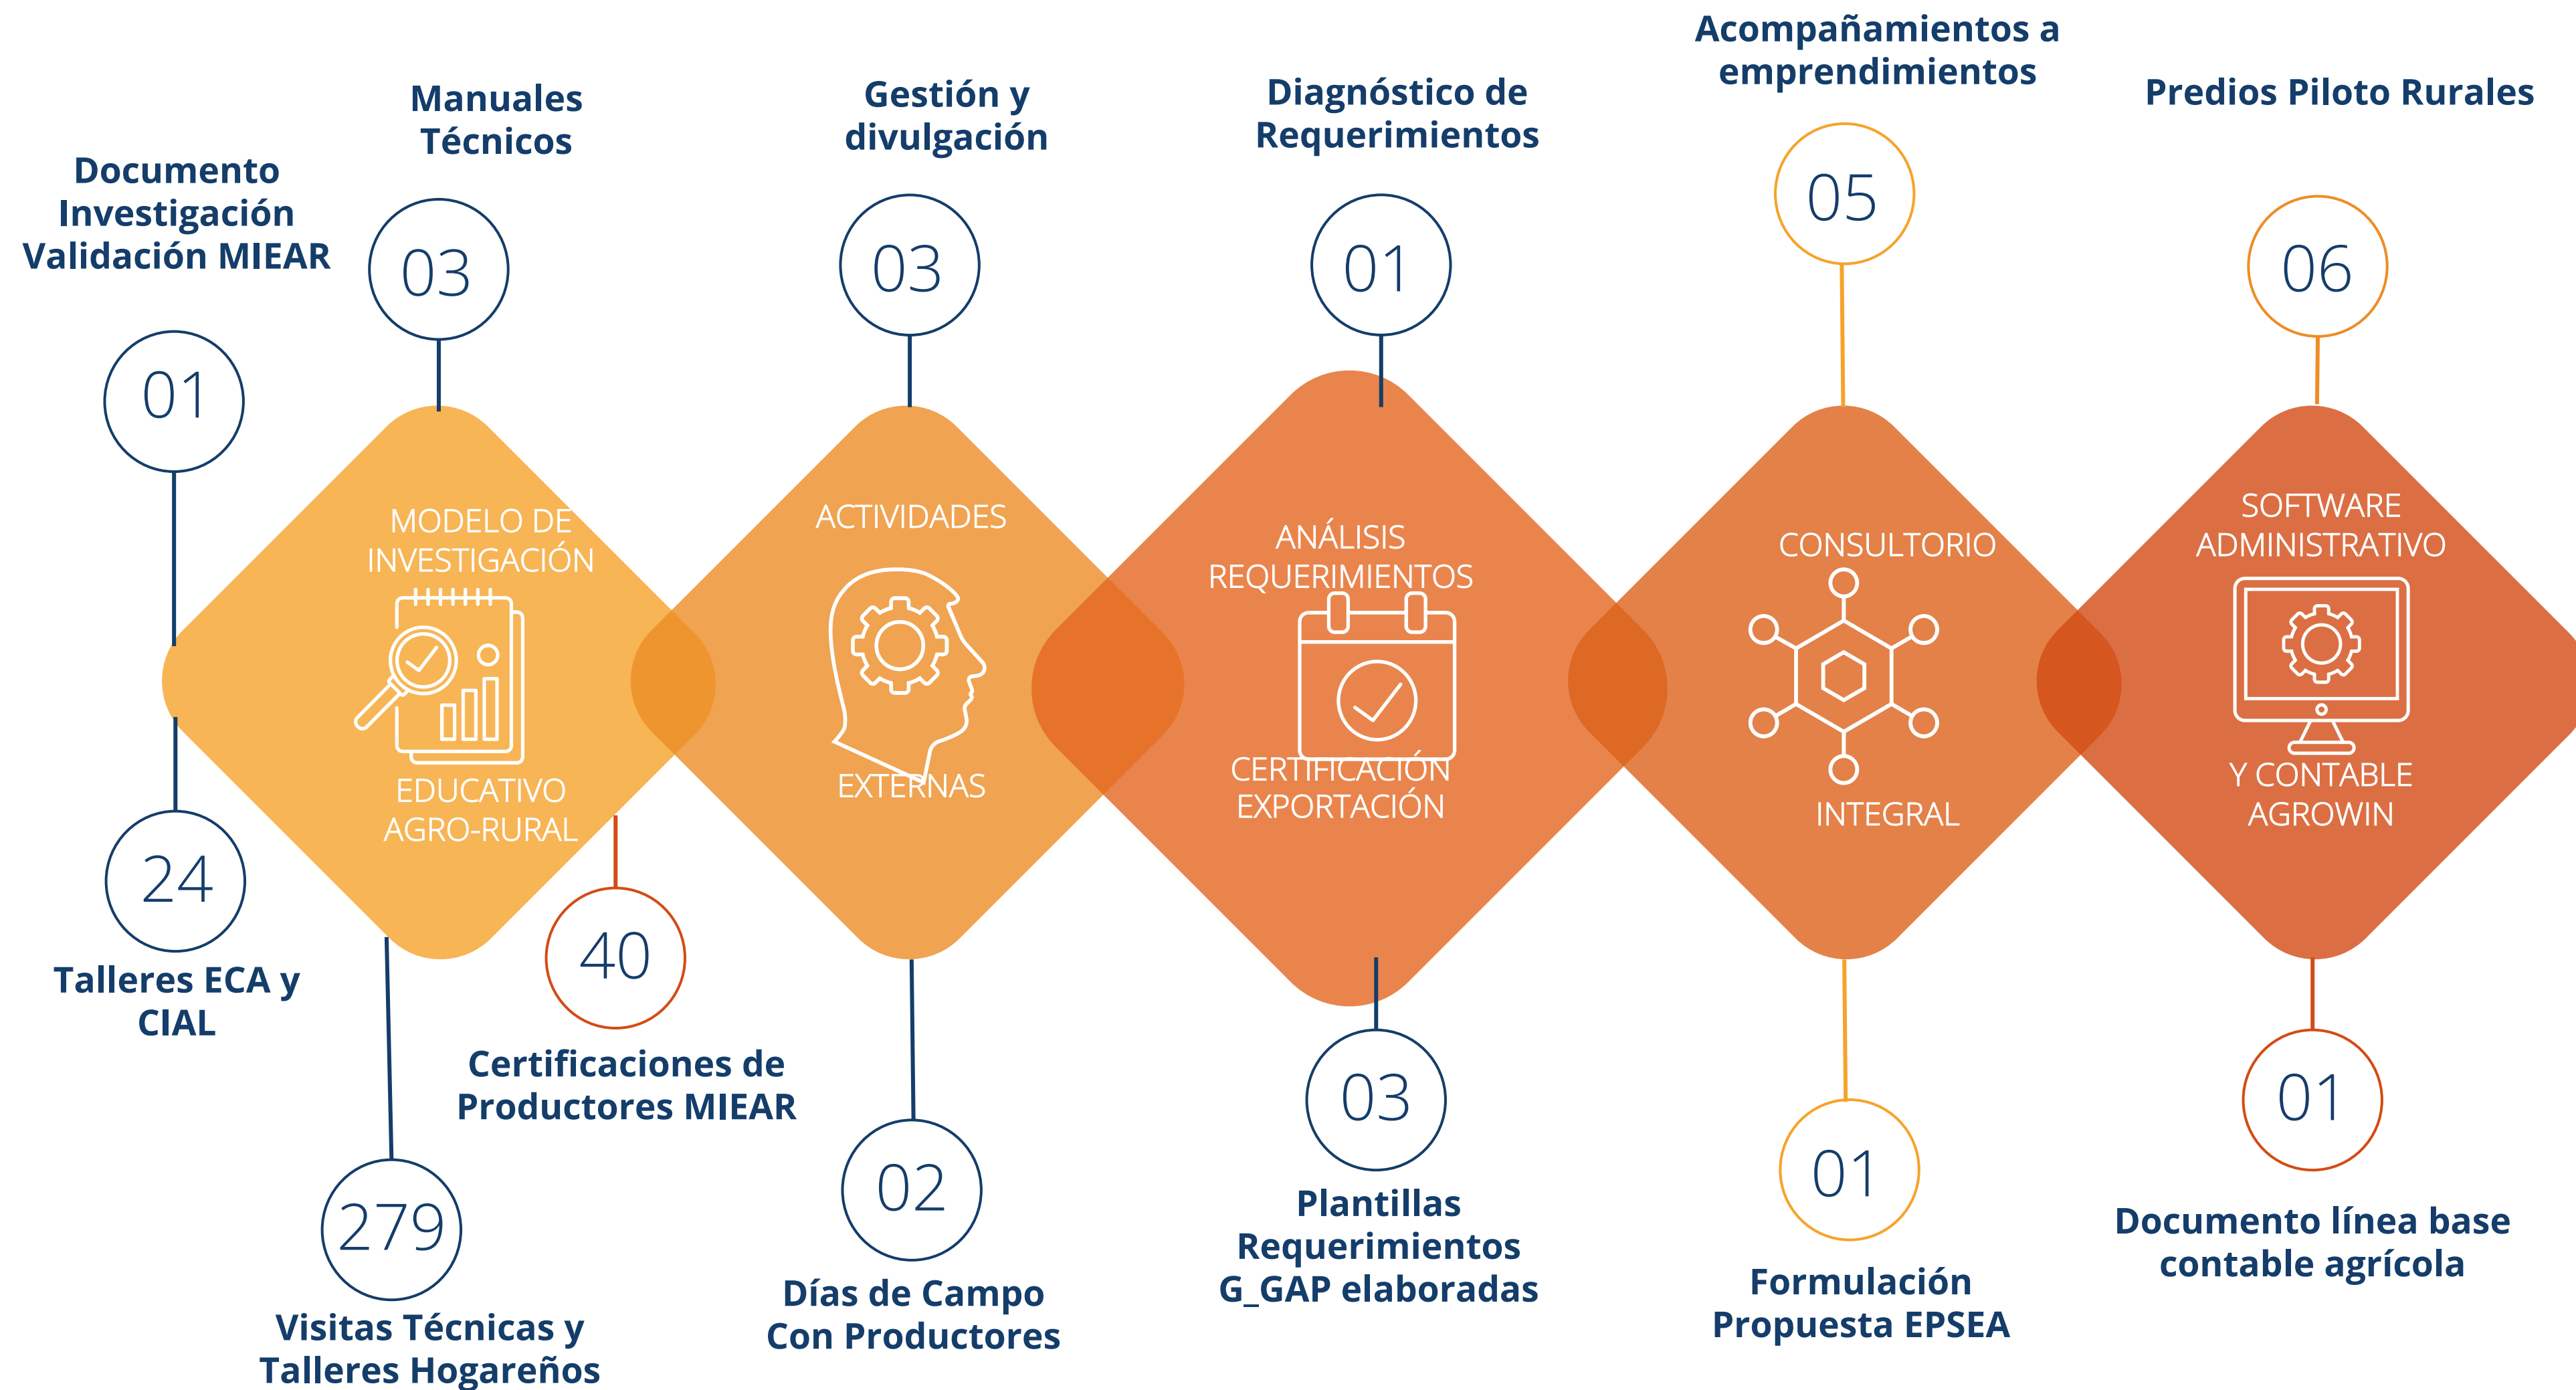 Documento
Investigación
Validación MIEAR
01
Manuales
Técnicos
03
MODELO DE
INVESTIGACIÓN
EDUCATIVO
AGRO-RURAL
24
Talleres ECA y
CIAL
279
Visitas Técnicas y
Talleres Hogareños
40
Certificaciones de
Productores MIEAR
Gestión y
divulgación
03
ACTIVIDADES
EXTERNAS
02
Días de Campo
Con Productores
Diagnóstico de
Requerimientos
01
ANÁLISIS
REQUERIMIENTOS
CERTIFICACIÓN
EXPORTACIÓN
03
Plantillas
Requerimientos
G_GAP elaboradas
Acompañamientos a
emprendimientos
05
CONSULTORIO
INTEGRAL
01
Formulación
Propuesta EPSEA
Predios Piloto Rurales
06
SOFTWARE
ADMINISTRATIVO
Y CONTABLE
AGROWIN
01
Documento línea base
contable agrícola